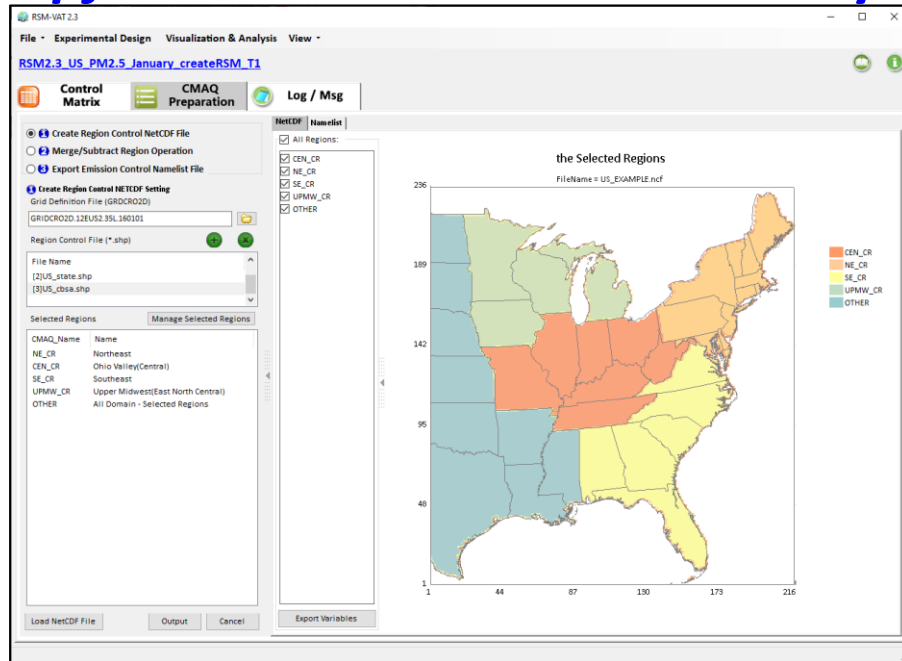 RSM-VAT 2.3
File Experimental Design Visualization & Analysis View
RSM2.3_US_PM2.5_January_createRSM_T1
Control Matrix
CMAQ Preparation
Log / Msg
1 Create Region Control NetCDF File
2 Merge/Subtract Region Operation
3 Export Emission Control Namelist File
1 Create Region Control NETCDF Setting
Grid Definition File (GRDCRO2D)
GRIDCRO2D.12EUS2.35L.160101
Region Control File (*.shp)
File Name
[2]US_state.shp
[3]US_cbsa.shp
Selected Regions Manage Selected Regions
CMAQ_Name Name
NE_CR Northeast
CEN_CR Ohio Valley(Central)
SE_CR Southeast
UPMW_CR Upper Midwest(East North Central)
OTHER All Domain - Selected Regions
Load NetCDF File Output Cancel
NetCDF Namelist
All Regions:
CEN_CR
NE_CR
SE_CR
UPMW_CR
OTHER
Export Variables
the Selected Regions
FileName = US_EXAMPLE.ncf
236
189
142
95
48
1
1 44 87 130 173 216
CEN_CR
NE_CR
SE_CR
UPMW_CR
OTHER